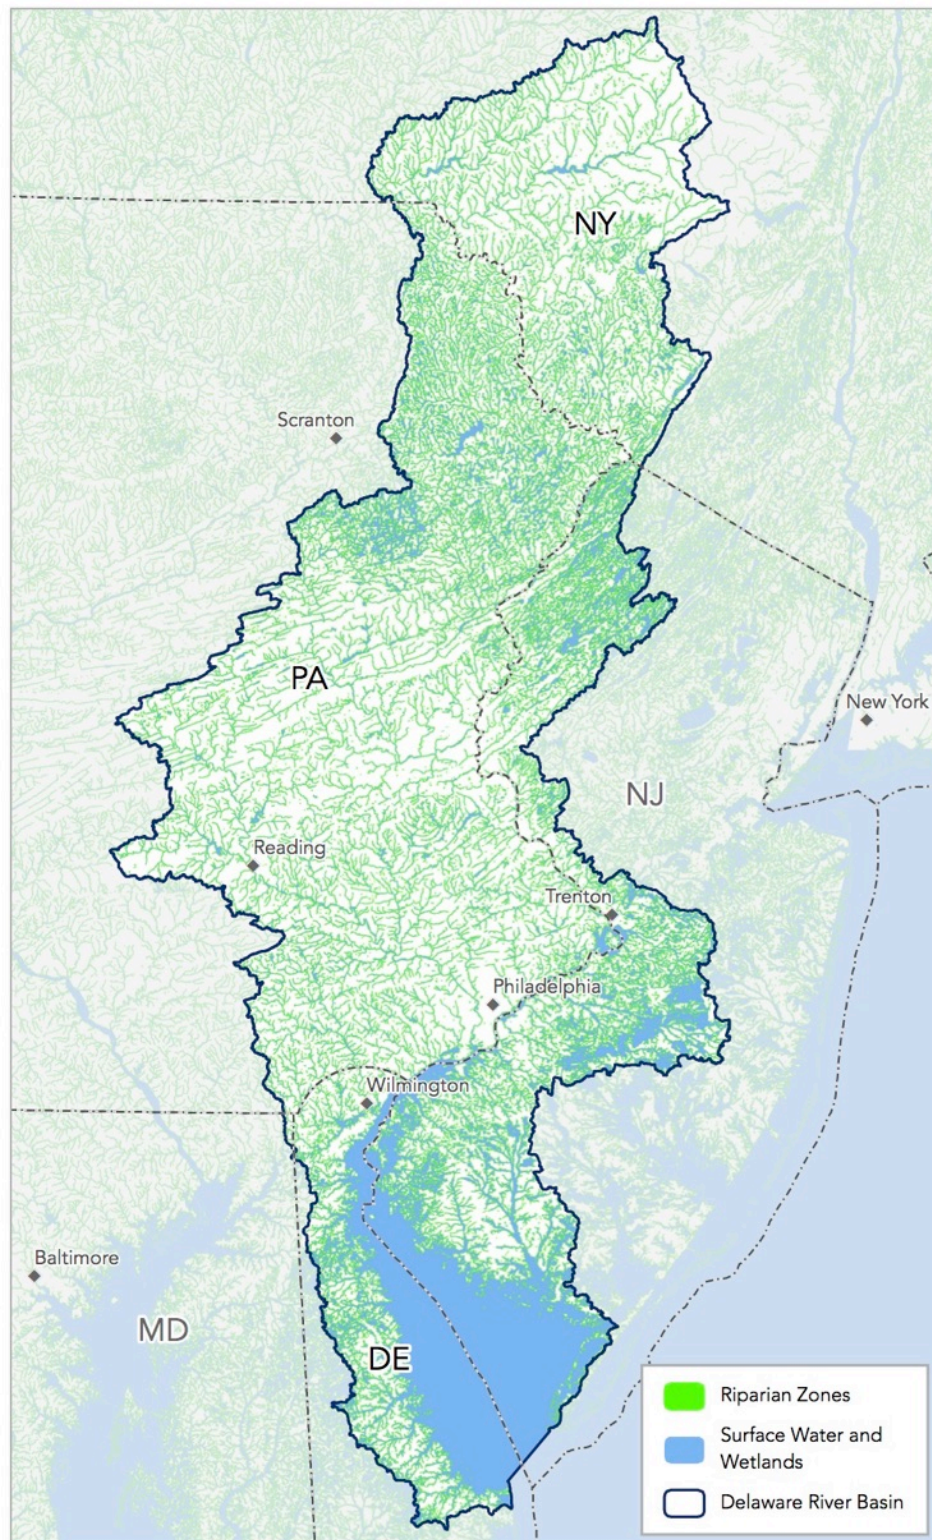 NY
Scranton
PA
New York
NJ
Reading
Trenton
Philadelphia
Wilmington
Baltimore
MD
DE
Riparian Zones
Surface Water and
Wetlands
Delaware River Basin